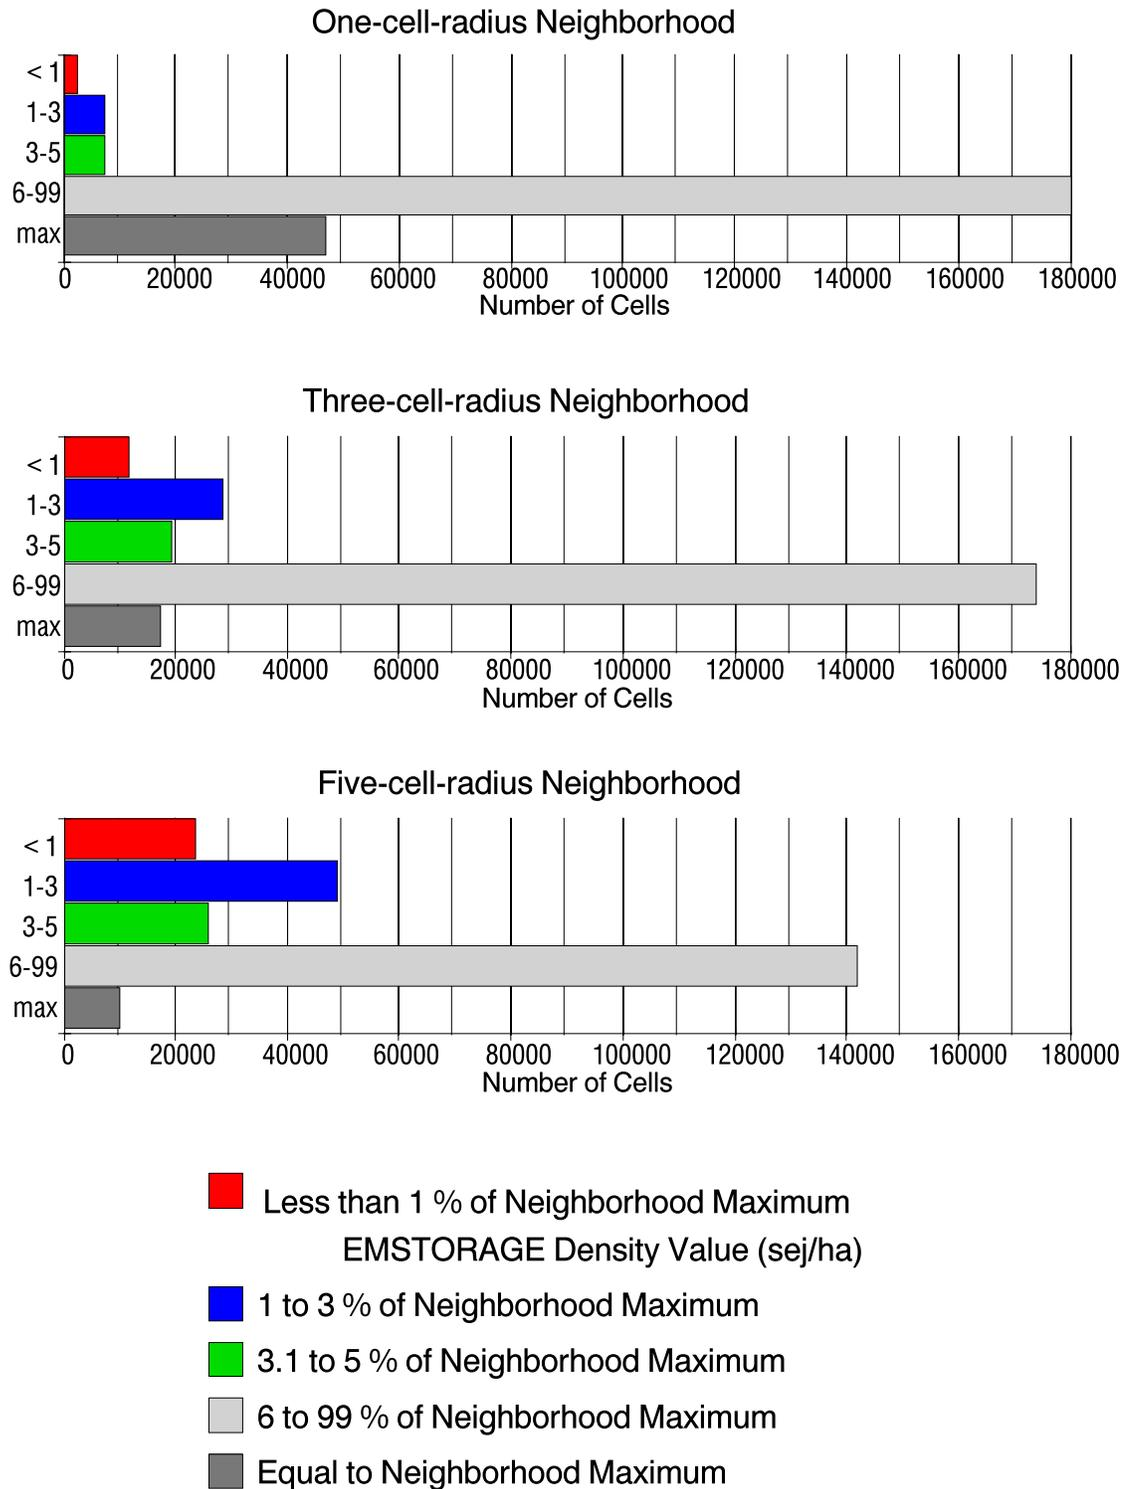 One-cell-radius Neighborhood
< 1
1-3
3-5
6-99
max
0 20000 40000 60000 80000 100000 120000 140000 160000 180000
Number of Cells
Three-cell-radius Neighborhood
< 1
1-3
3-5
6-99
max
0 20000 40000 60000 80000 100000 120000 140000 160000 180000
Number of Cells
Five-cell-radius Neighborhood
< 1
1-3
3-5
6-99
max
0 20000 40000 60000 80000 100000 120000 140000 160000 180000
Number of Cells
Less than 1 % of Neighborhood Maximum
EMSTORAGE Density Value (sej/ha)
1 to 3 % of Neighborhood Maximum
3.1 to 5 % of Neighborhood Maximum
6 to 99 % of Neighborhood Maximum
Equal to Neighborhood Maximum